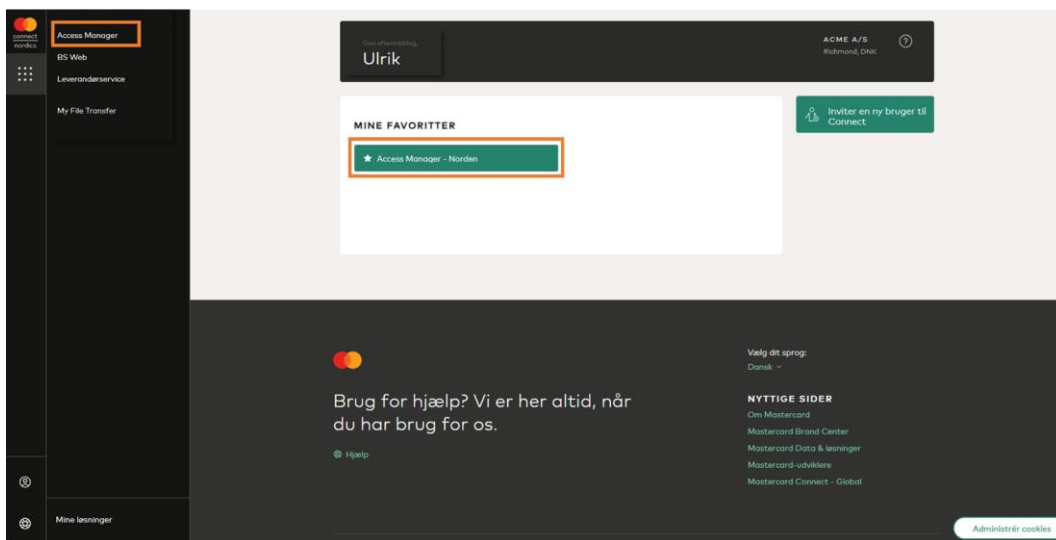 connect
nordics
Access Manager
BS Web
Leverandørservice
My File Transfer
Mine løsninger
God eftermiddag,
Ulrik
ACME A/S
Richmond, DNK
?
MINE FAVORITTER
Access Manager - Norden
Inviter en ny bruger til
Connect
Brug for hjælp? Vi er her altid, når
du har brug for os.
Hjælp
Vælg dit sprog:
Dansk
NYTTIGE SIDER
Om Mastercard
Mastercard Brand Center
Mastercard Data & løsninger
Mastercard-udviklere
Mastercard Connect - Global
Administrér cookies